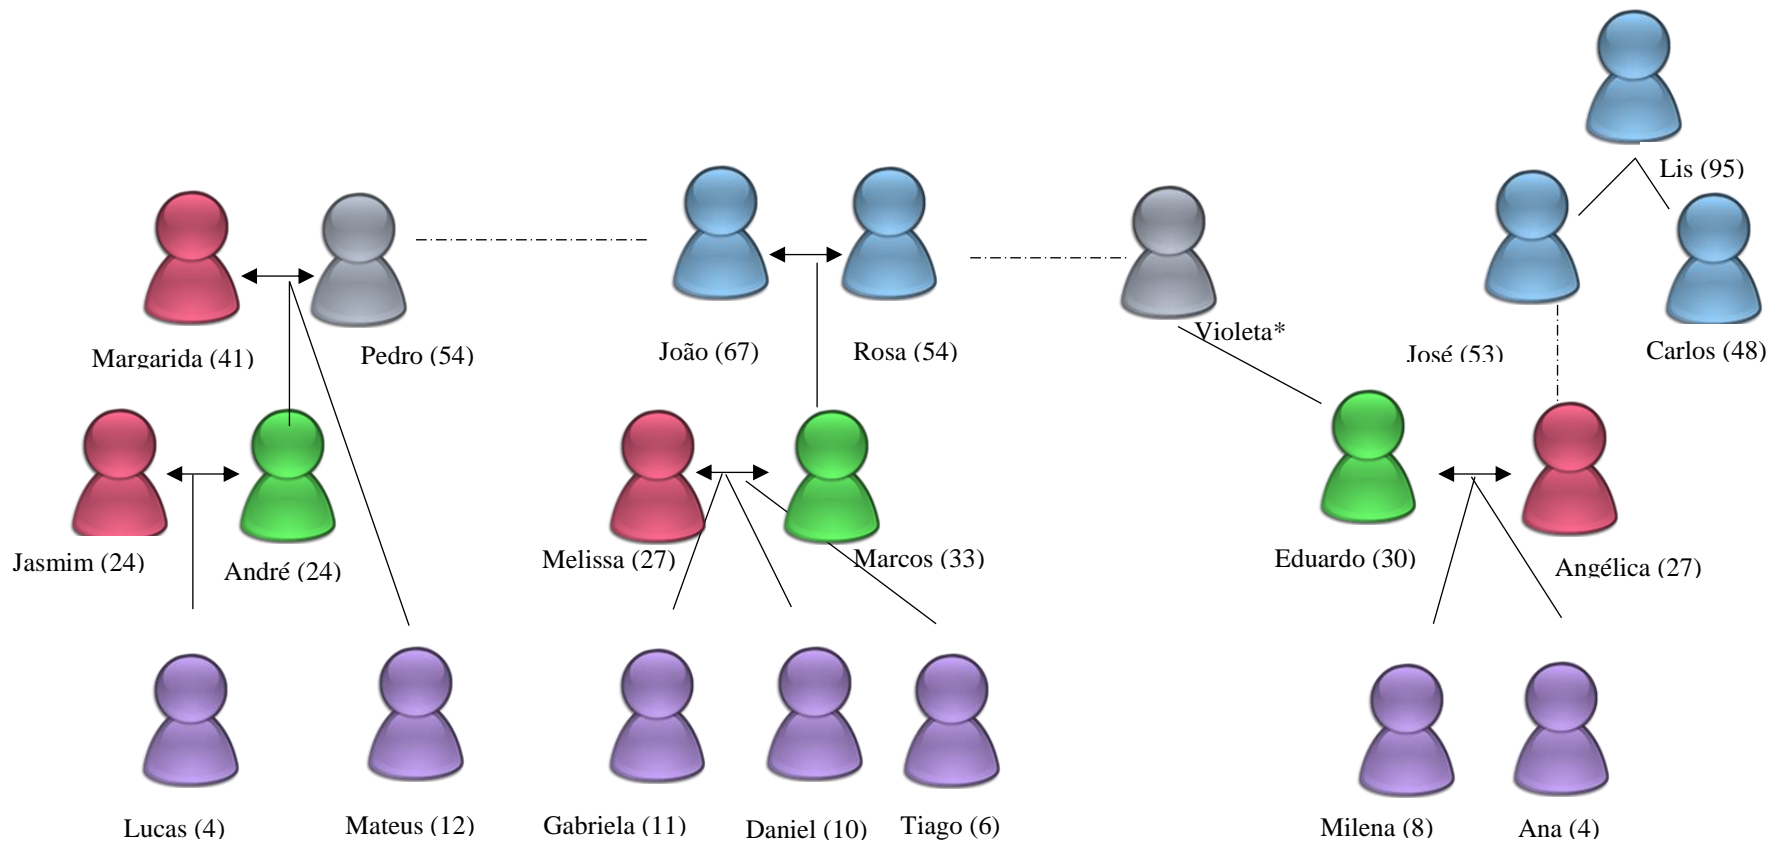 Lis (95)
Margarida (41)
Pedro (54)
João (67)
Rosa (54)
Violeta*
José (53)
Carlos (48)
Jasmim (24)
André (24)
Melissa (27)
Marcos (33)
Eduardo (30)
Angélica (27)
Lucas (4)
Mateus (12)
Gabriela (11)
Daniel (10)
Tiago (6)
Milena (8)
Ana (4)